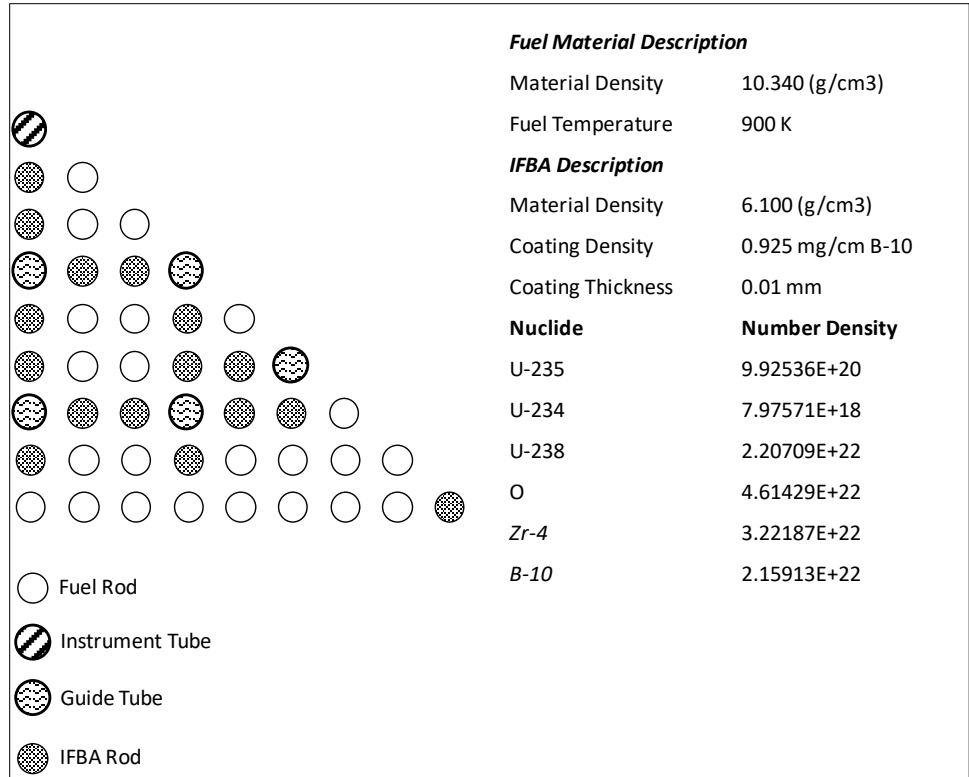 Fuel Material Description
Material Density 10.340 (g/cm3)
Fuel Temperature 900 K
IFBA Description
Material Density 6.100 (g/cm3)
Coating Density 0.925 mg/cm B-10
Coating Thickness 0.01 mm
Nuclide Number Density
U-235 9.92536E+20
U-234 7.97571E+18
U-238 2.20709E+22
O 4.61429E+22
Zr-4 3.22187E+22
B-10 2.15913E+22
Fuel Rod
Instrument Tube
Guide Tube
IFBA Rod